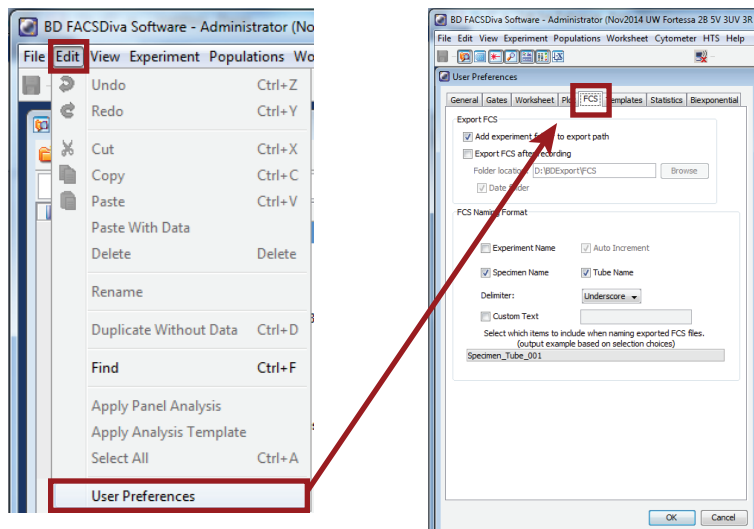 BD FACSDiva Software - Administrator (No
File Edit View Experiment Populations Wo
Undo Ctrl+Z
Redo Ctrl+Y
Cut Ctrl+X
Copy Ctrl+C
Paste Ctrl+V
Paste With Data
Delete Delete
Rename
Duplicate Without Data Ctrl+D
Find Ctrl+F
Apply Panel Analysis
Apply Analysis Template
Select All Ctrl+A
User Preferences
BD FACSDiva Software - Administrator (Nov2014 UW Fortessa 2B 5V 3UV 3R
File Edit View Experiment Populations Worksheet Cytometer HTS Help
User Preferences
General Gates Worksheet FCS Templates Statistics Biexponential
Export FCS
Add experiment to export path
Export FCS after recording
Folder location: D:\BDExport\FCS Browse
Date
FCS Naming Format
Experiment Name Auto Increment
Specimen Name Tube Name
Delimiter: Underscore
Custom Text
Select which items to include when naming exported FCS files.
(output example based on selection choices)
Specimen_Tube_001
OK Cancel